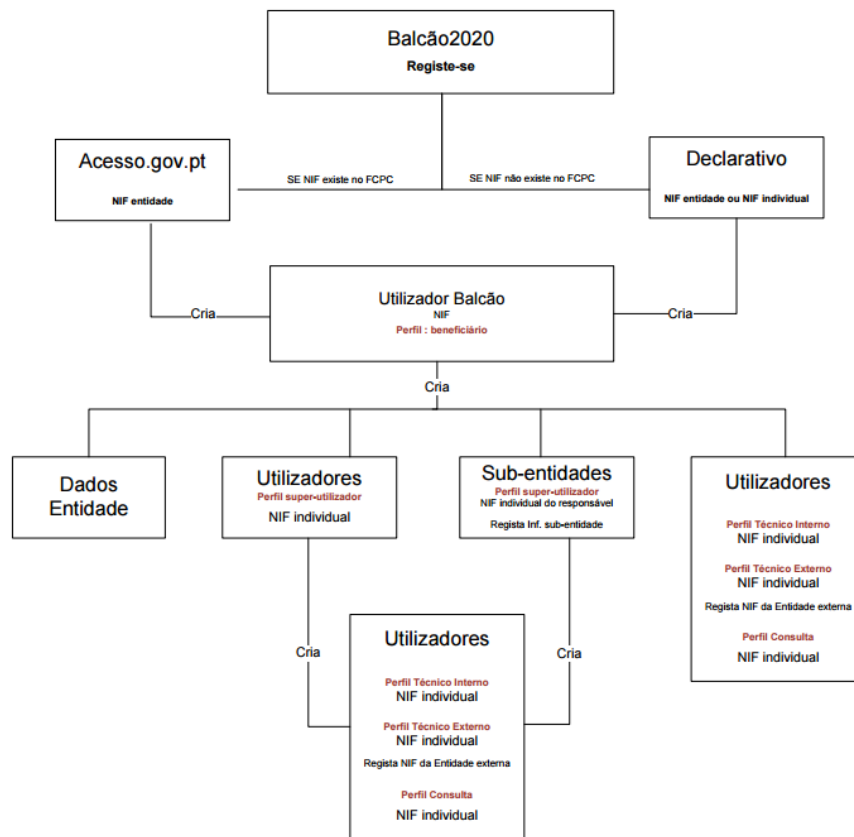 Balcão2020
Registe-se
Acesso.gov.pt
NIF entidade
SE NIF existe no FCPC
SE NIF não existe no FCPC
Declarativo
NIF entidade ou NIF individual
Cria
Utilizador Balcão
NIF
Perfil : beneficiário
Cria
Cria
Dados
Entidade
Utilizadores
Perfil super-utilizador
NIF individual
Sub-entidades
Perfil super-utilizador
NIF individual do responsável
Regista Inf. sub-entidade
Utilizadores
Perfil Técnico Interno
NIF individual
Perfil Técnico Externo
NIF individual
Regista NIF da Entidade externa
Perfil Consulta
NIF individual
Cria
Utilizadores
Perfil Técnico Interno
NIF individual
Perfil Técnico Externo
NIF individual
Regista NIF da Entidade externa
Perfil Consulta
NIF individual
Cria